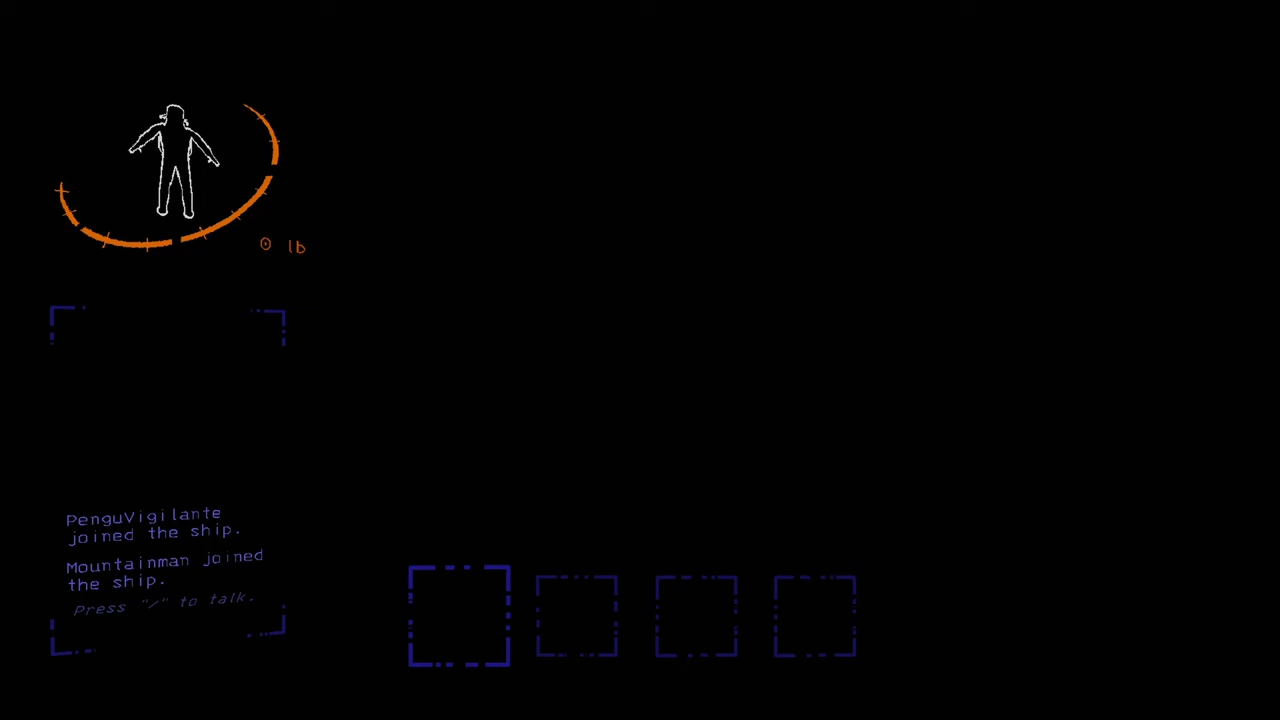 0 lb
PenguVigilante
joined the ship.
Mountainman joined
the ship.
Press "/" to talk.